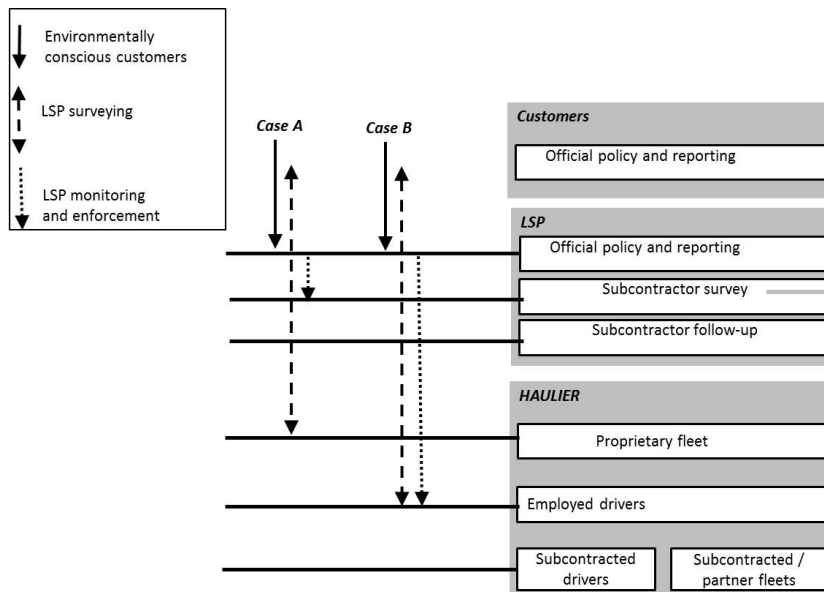 Environmentally
conscious customers
LSP surveying
LSP monitoring
and enforcement
Case A
Case B
Customers
Official policy and reporting
LSP
Official policy and reporting
Subcontractor survey
Subcontractor follow-up
HAULIER
Proprietary fleet
Employed drivers
Subcontracted
drivers
Subcontracted /
partner fleets